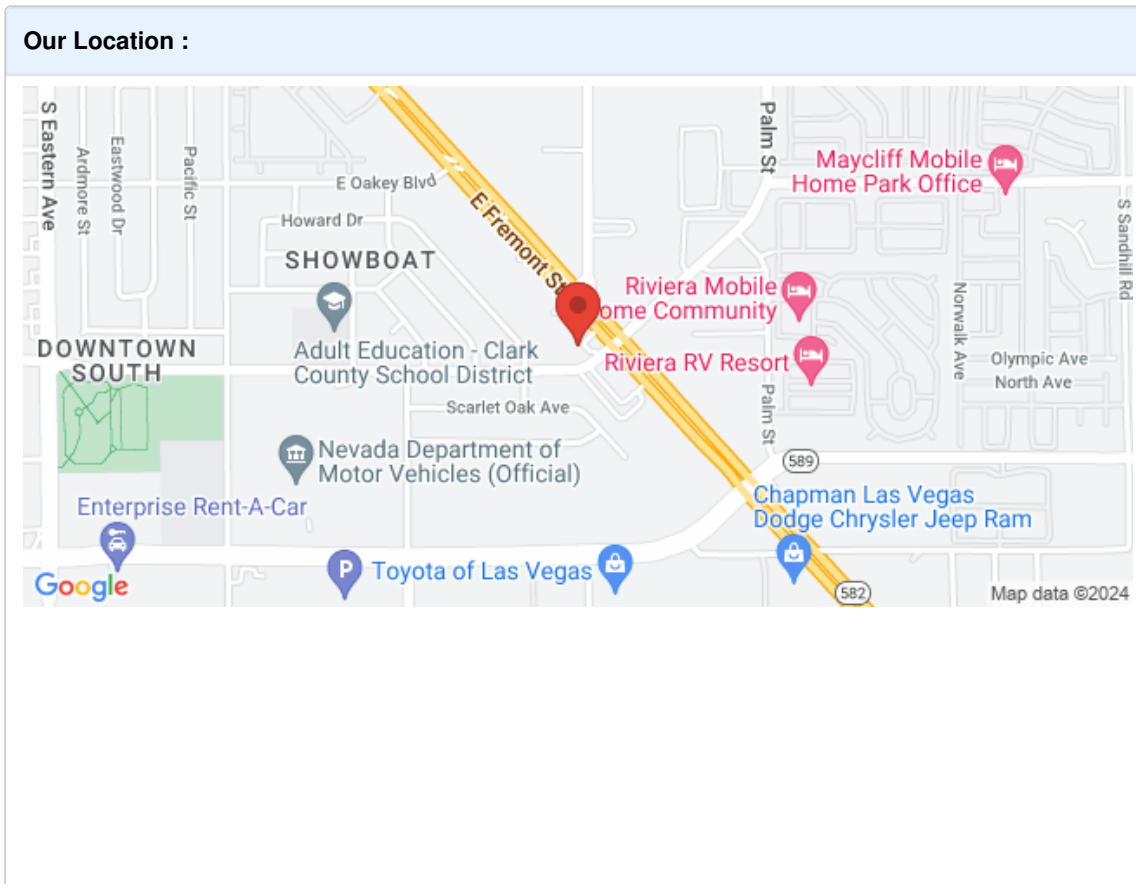 Our Location :
S Eastern Ave
Ardmore St
Eastwood Dr
Pacific St
E Oakey Blvd
Howard Dr
E Fremont St
Palm St
Maycliff Mobile
Home Park Office
S Sandhill Rd
SHOWBOAT
Riviera Mobile
ome Community
Norwalk Ave
DOWNTOWN
SOUTH
Adult Education - Clark
County School District
Riviera RV Resort
Olympic Ave
North Ave
Scarlet Oak Ave
Palm St
Nevada Department of
Motor Vehicles (Official)
589
Enterprise Rent-A-Car
Chapman Las Vegas
Dodge Chrysler Jeep Ram
P
Toyota of Las Vegas
Google
582
Map data ©2024